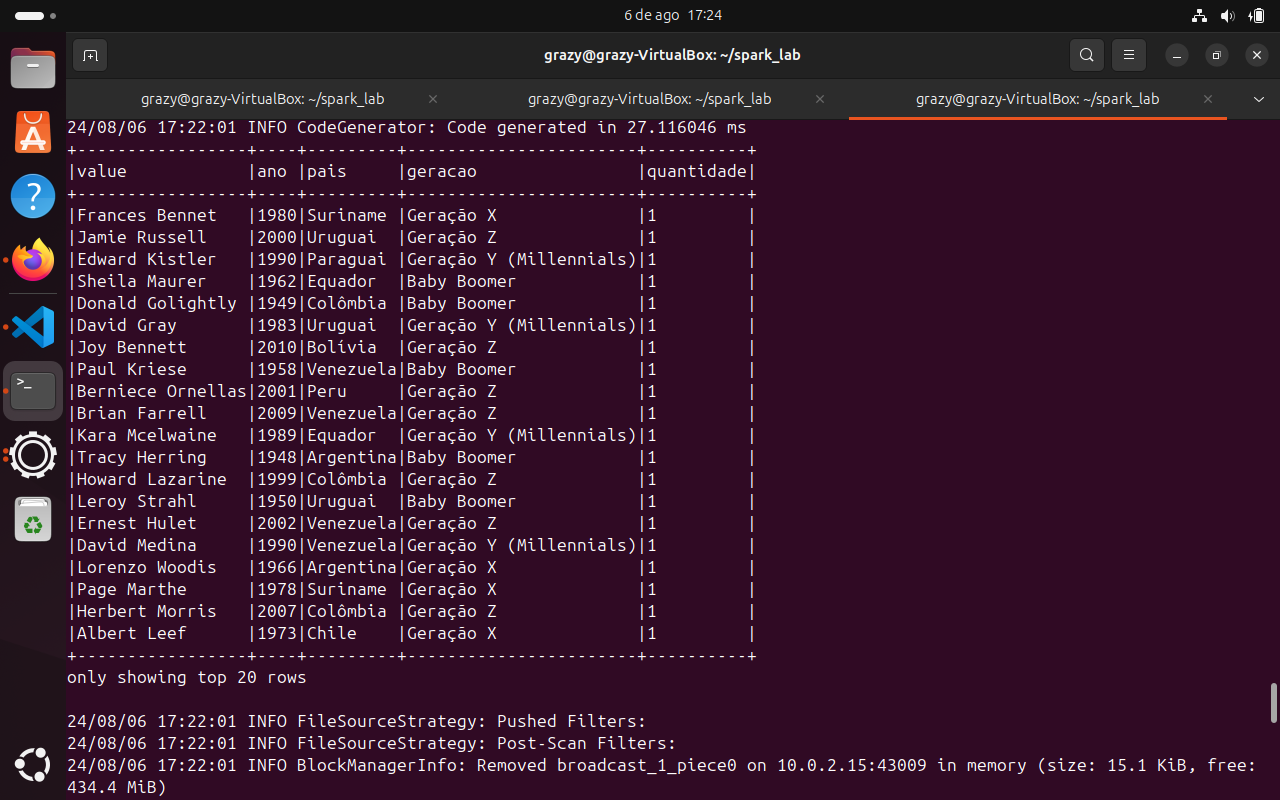 6 de ago 17:24
grazy@grazy-VirtualBox: ~/spark_lab
grazy@grazy-VirtualBox: ~/spark_lab
grazy@grazy-VirtualBox: ~/spark_lab
grazy@grazy-VirtualBox: ~/spark_lab
24/08/06 17:22:01 INFO CodeGenerator: Code generated in 27.116046 ms
+-----------------+----+---------+-----------------------+----------+
|value            |ano |pais     |geracao                |quantidade|
+-----------------+----+---------+-----------------------+----------+
|Frances Bennet   |1980|Suriname |Geração X              |1         |
|Jamie Russell    |2000|Uruguai  |Geração Z              |1         |
|Edward Kistler   |1990|Paraguai |Geração Y (Millennials)|1         |
|Sheila Maurer    |1962|Equador  |Baby Boomer            |1         |
|Donald Golightly |1949|Colômbia |Baby Boomer            |1         |
|David Gray       |1983|Uruguai  |Geração Y (Millennials)|1         |
|Joy Bennett      |2010|Bolívia  |Geração Z              |1         |
|Paul Kriese      |1958|Venezuela|Baby Boomer            |1         |
|Berniece Ornellas|2001|Peru     |Geração Z              |1         |
|Brian Farrell    |2009|Venezuela|Geração Z              |1         |
|Kara Mcelwaine   |1989|Equador  |Geração Y (Millennials)|1         |
|Tracy Herring    |1948|Argentina|Baby Boomer            |1         |
|Howard Lazarine  |1999|Colômbia |Geração Z              |1         |
|Leroy Strahl     |1950|Uruguai  |Baby Boomer            |1         |
|Ernest Hulet     |2002|Venezuela|Geração Z              |1         |
|David Medina     |1990|Venezuela|Geração Y (Millennials)|1         |
|Lorenzo Woodis   |1966|Argentina|Geração X              |1         |
|Page Marthe      |1978|Suriname |Geração X              |1         |
|Herbert Morris   |2007|Colômbia |Geração Z              |1         |
|Albert Leef      |1973|Chile    |Geração X              |1         |
+-----------------+----+---------+-----------------------+----------+
only showing top 20 rows
24/08/06 17:22:01 INFO FileSourceStrategy: Pushed Filters:
24/08/06 17:22:01 INFO FileSourceStrategy: Post-Scan Filters:
24/08/06 17:22:01 INFO BlockManagerInfo: Removed broadcast_1_piece0 on 10.0.2.15:43009 in memory (size: 15.1 KiB, free:
434.4 MiB)